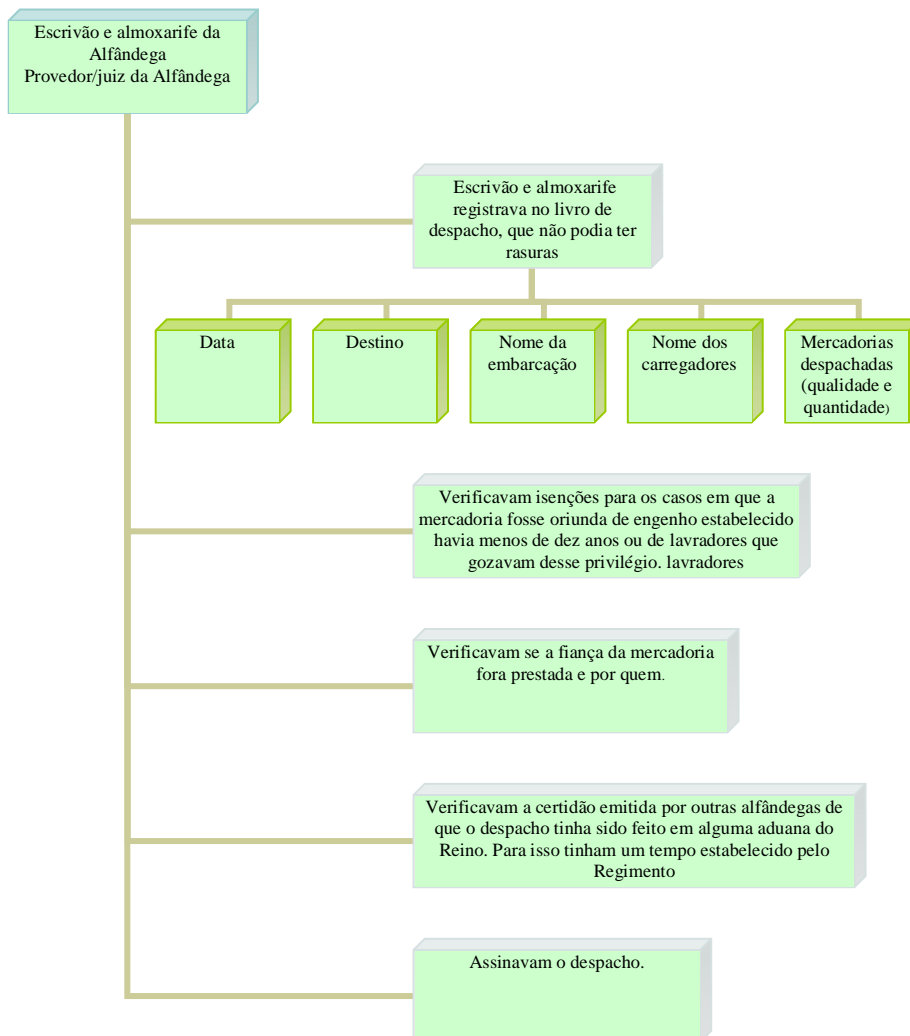 Escrivão e almoxarife da
Alfândega
Provedor/juiz da Alfândega
Escrivão e almoxarife
registrava no livro de
despacho, que não podia ter
rasuras
Data
Destino
Nome da
embarcação
Nome dos
carregadores
Mercadorias
despachadas
(qualidade e
quantidade)
Verificavam isenções para os casos em que a
mercadoria fosse oriunda de engenho estabelecido
havia menos de dez anos ou de lavradores que
gozavam desse privilégio. lavradores
Verificavam se a fiança da mercadoria
fora prestada e por quem.
Verificavam a certidão emitida por outras alfândegas de
que o despacho tinha sido feito em alguma aduana do
Reino. Para isso tinham um tempo estabelecido pelo
Regimento
Assinavam o despacho.